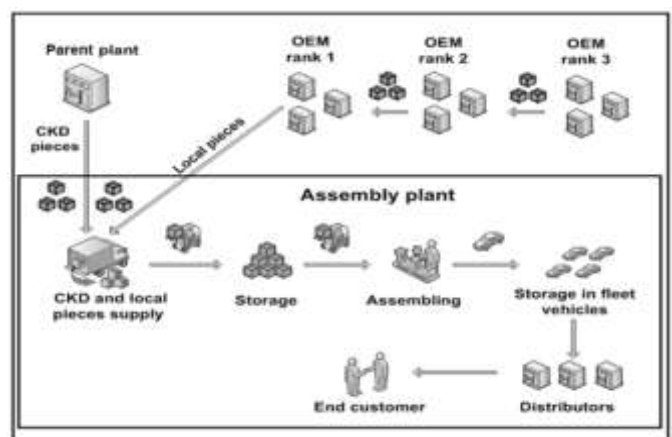 Parent plant
OEM
rank 1
OEM
rank 2
OEM
rank 3
CKD
pieces
Local pieces
Assembly plant
CKD and local
pieces supply
Storage
Assembling
Storage in fleet
vehicles
End customer
Distributors